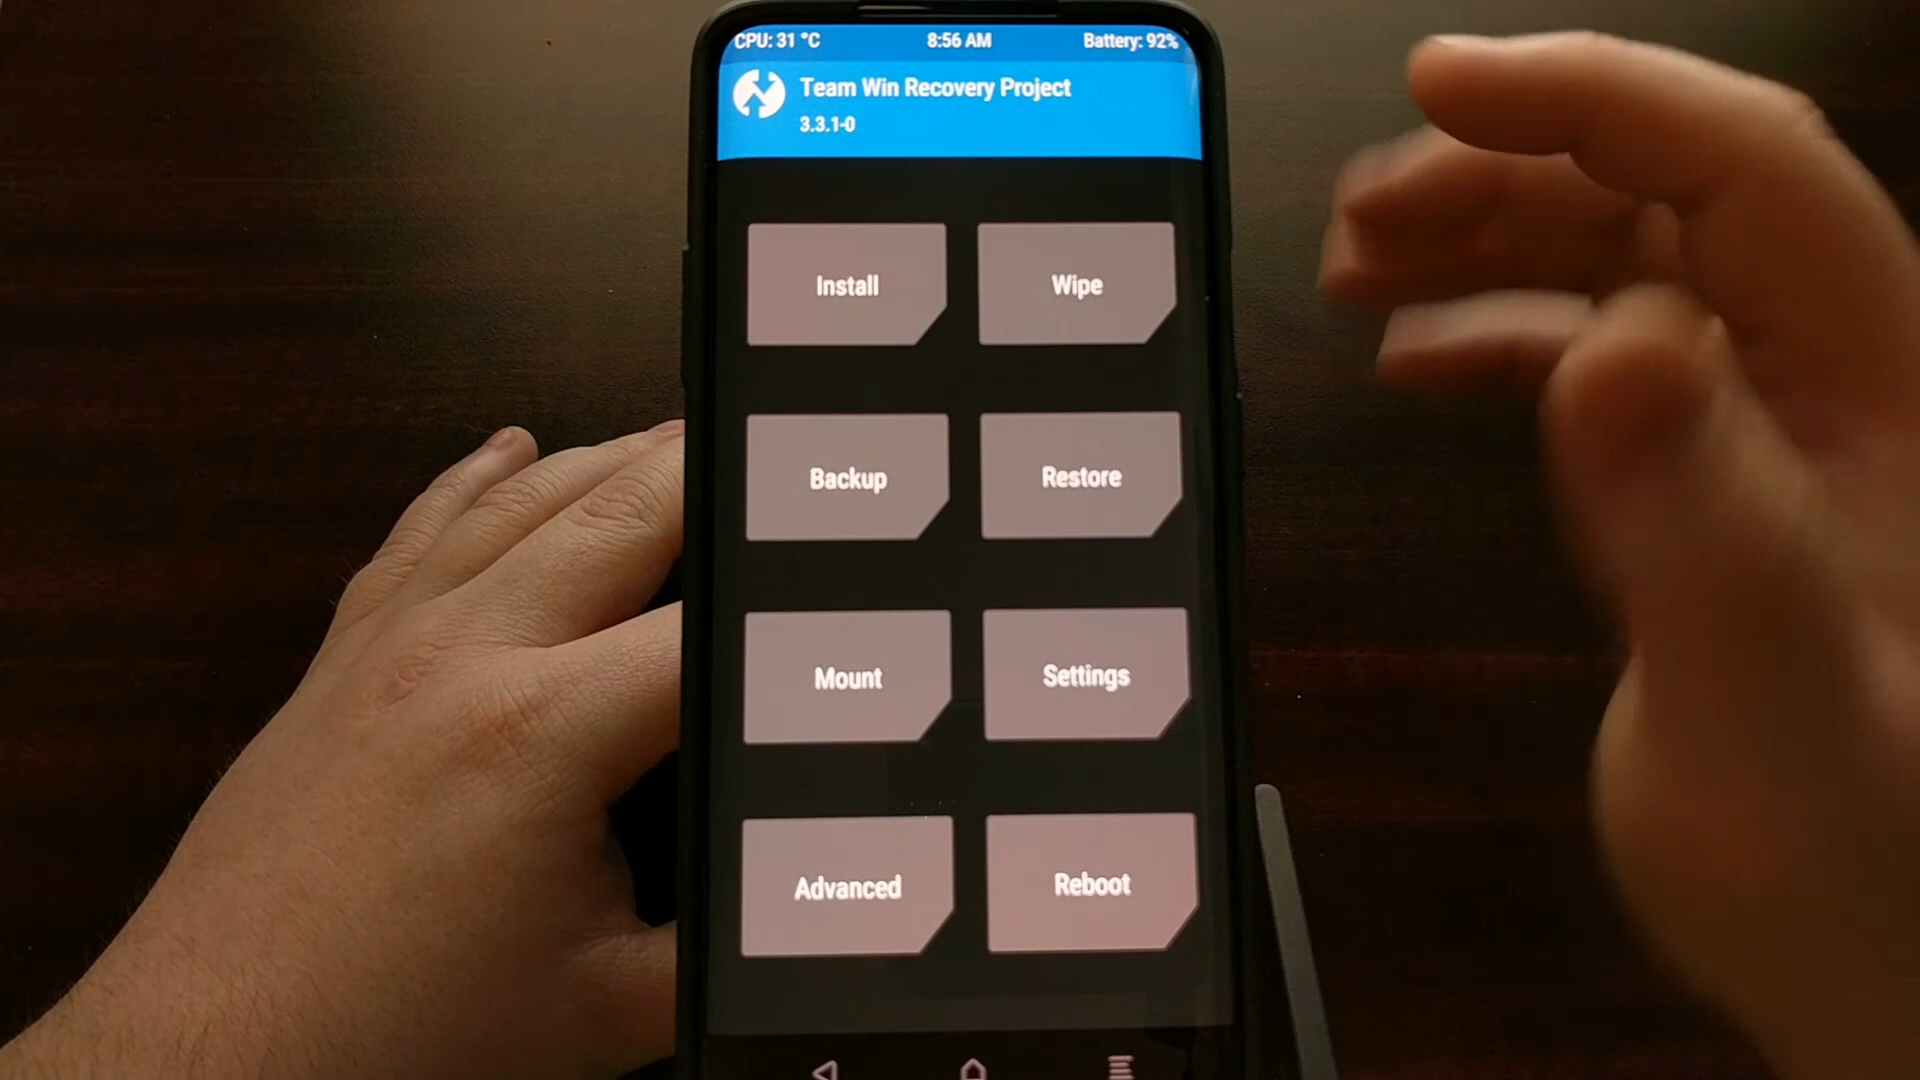 CPU: 31 °C 8:56 AM Battery: 92%
Team Win Recovery Project
3.3.1-0
Install Wipe
Backup Restore
Mount Settings
Advanced Reboot